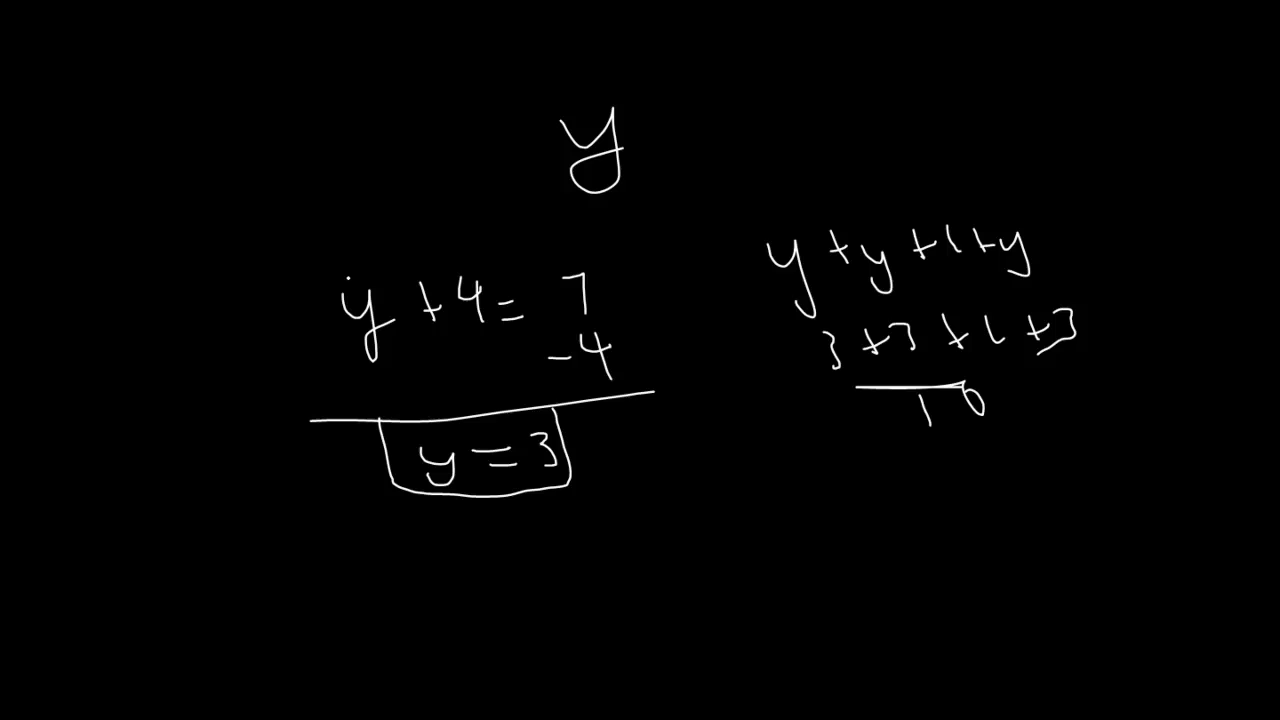 y
y + 4 = 7
- 4
y = 3
y + y + 1 + y
3 + 3 + 1 + 3
10